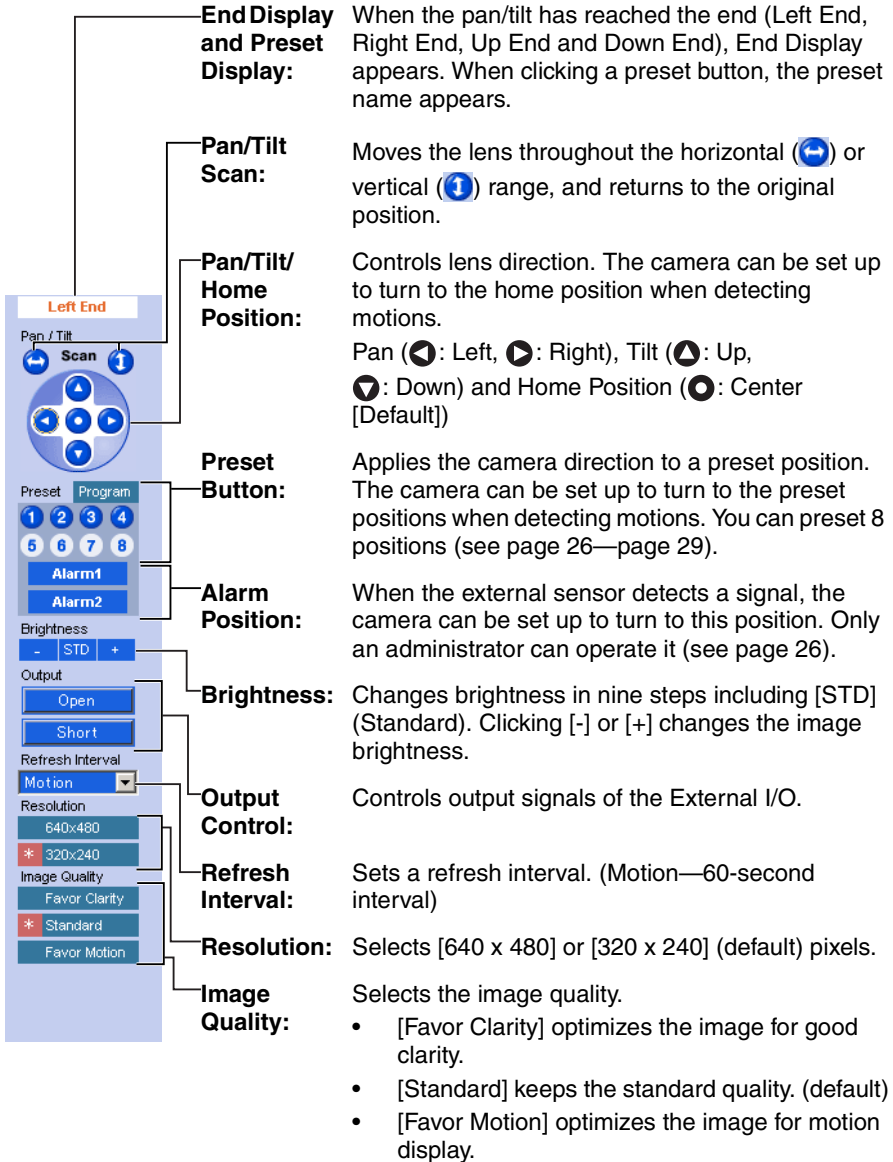 End Display and Preset Display:
When the pan/tilt has reached the end (Left End,
Right End, Up End and Down End), End Display
appears. When clicking a preset button, the preset
name appears.
Pan/Tilt Scan:
Moves the lens throughout the horizontal () or
vertical () range, and returns to the original
position.
Pan/Tilt/ Home Position:
Controls lens direction. The camera can be set up
to turn to the home position when detecting
motions.
Pan (: Left, : Right), Tilt (: Up,
: Down) and Home Position (: Center
[Default])
Preset Button:
Applies the camera direction to a preset position.
The camera can be set up to turn to the preset
positions when detecting motions. You can preset 8
positions (see page 26—page 29).
Alarm Position:
When the external sensor detects a signal, the
camera can be set up to turn to this position. Only
an administrator can operate it (see page 26).
Brightness:
Changes brightness in nine steps including [STD]
(Standard). Clicking [-] or [+] changes the image
brightness.
Output Control:
Controls output signals of the External I/O.
Refresh Interval:
Sets a refresh interval. (Motion—60-second
interval)
Resolution:
Selects [640 x 480] or [320 x 240] (default) pixels.
Image Quality:
Selects the image quality.
• [Favor Clarity] optimizes the image for good
clarity.
• [Standard] keeps the standard quality. (default)
• [Favor Motion] optimizes the image for motion
display.
Left End
Pan / Tilt
Scan
Preset Program
1 2 3 4
5 6 7 8
Alarm1
Alarm2
Brightness
- STD +
Output
Open
Short
Refresh Interval
Motion
Resolution
640x480
* 320x240
Image Quality
Favor Clarity
* Standard
Favor Motion